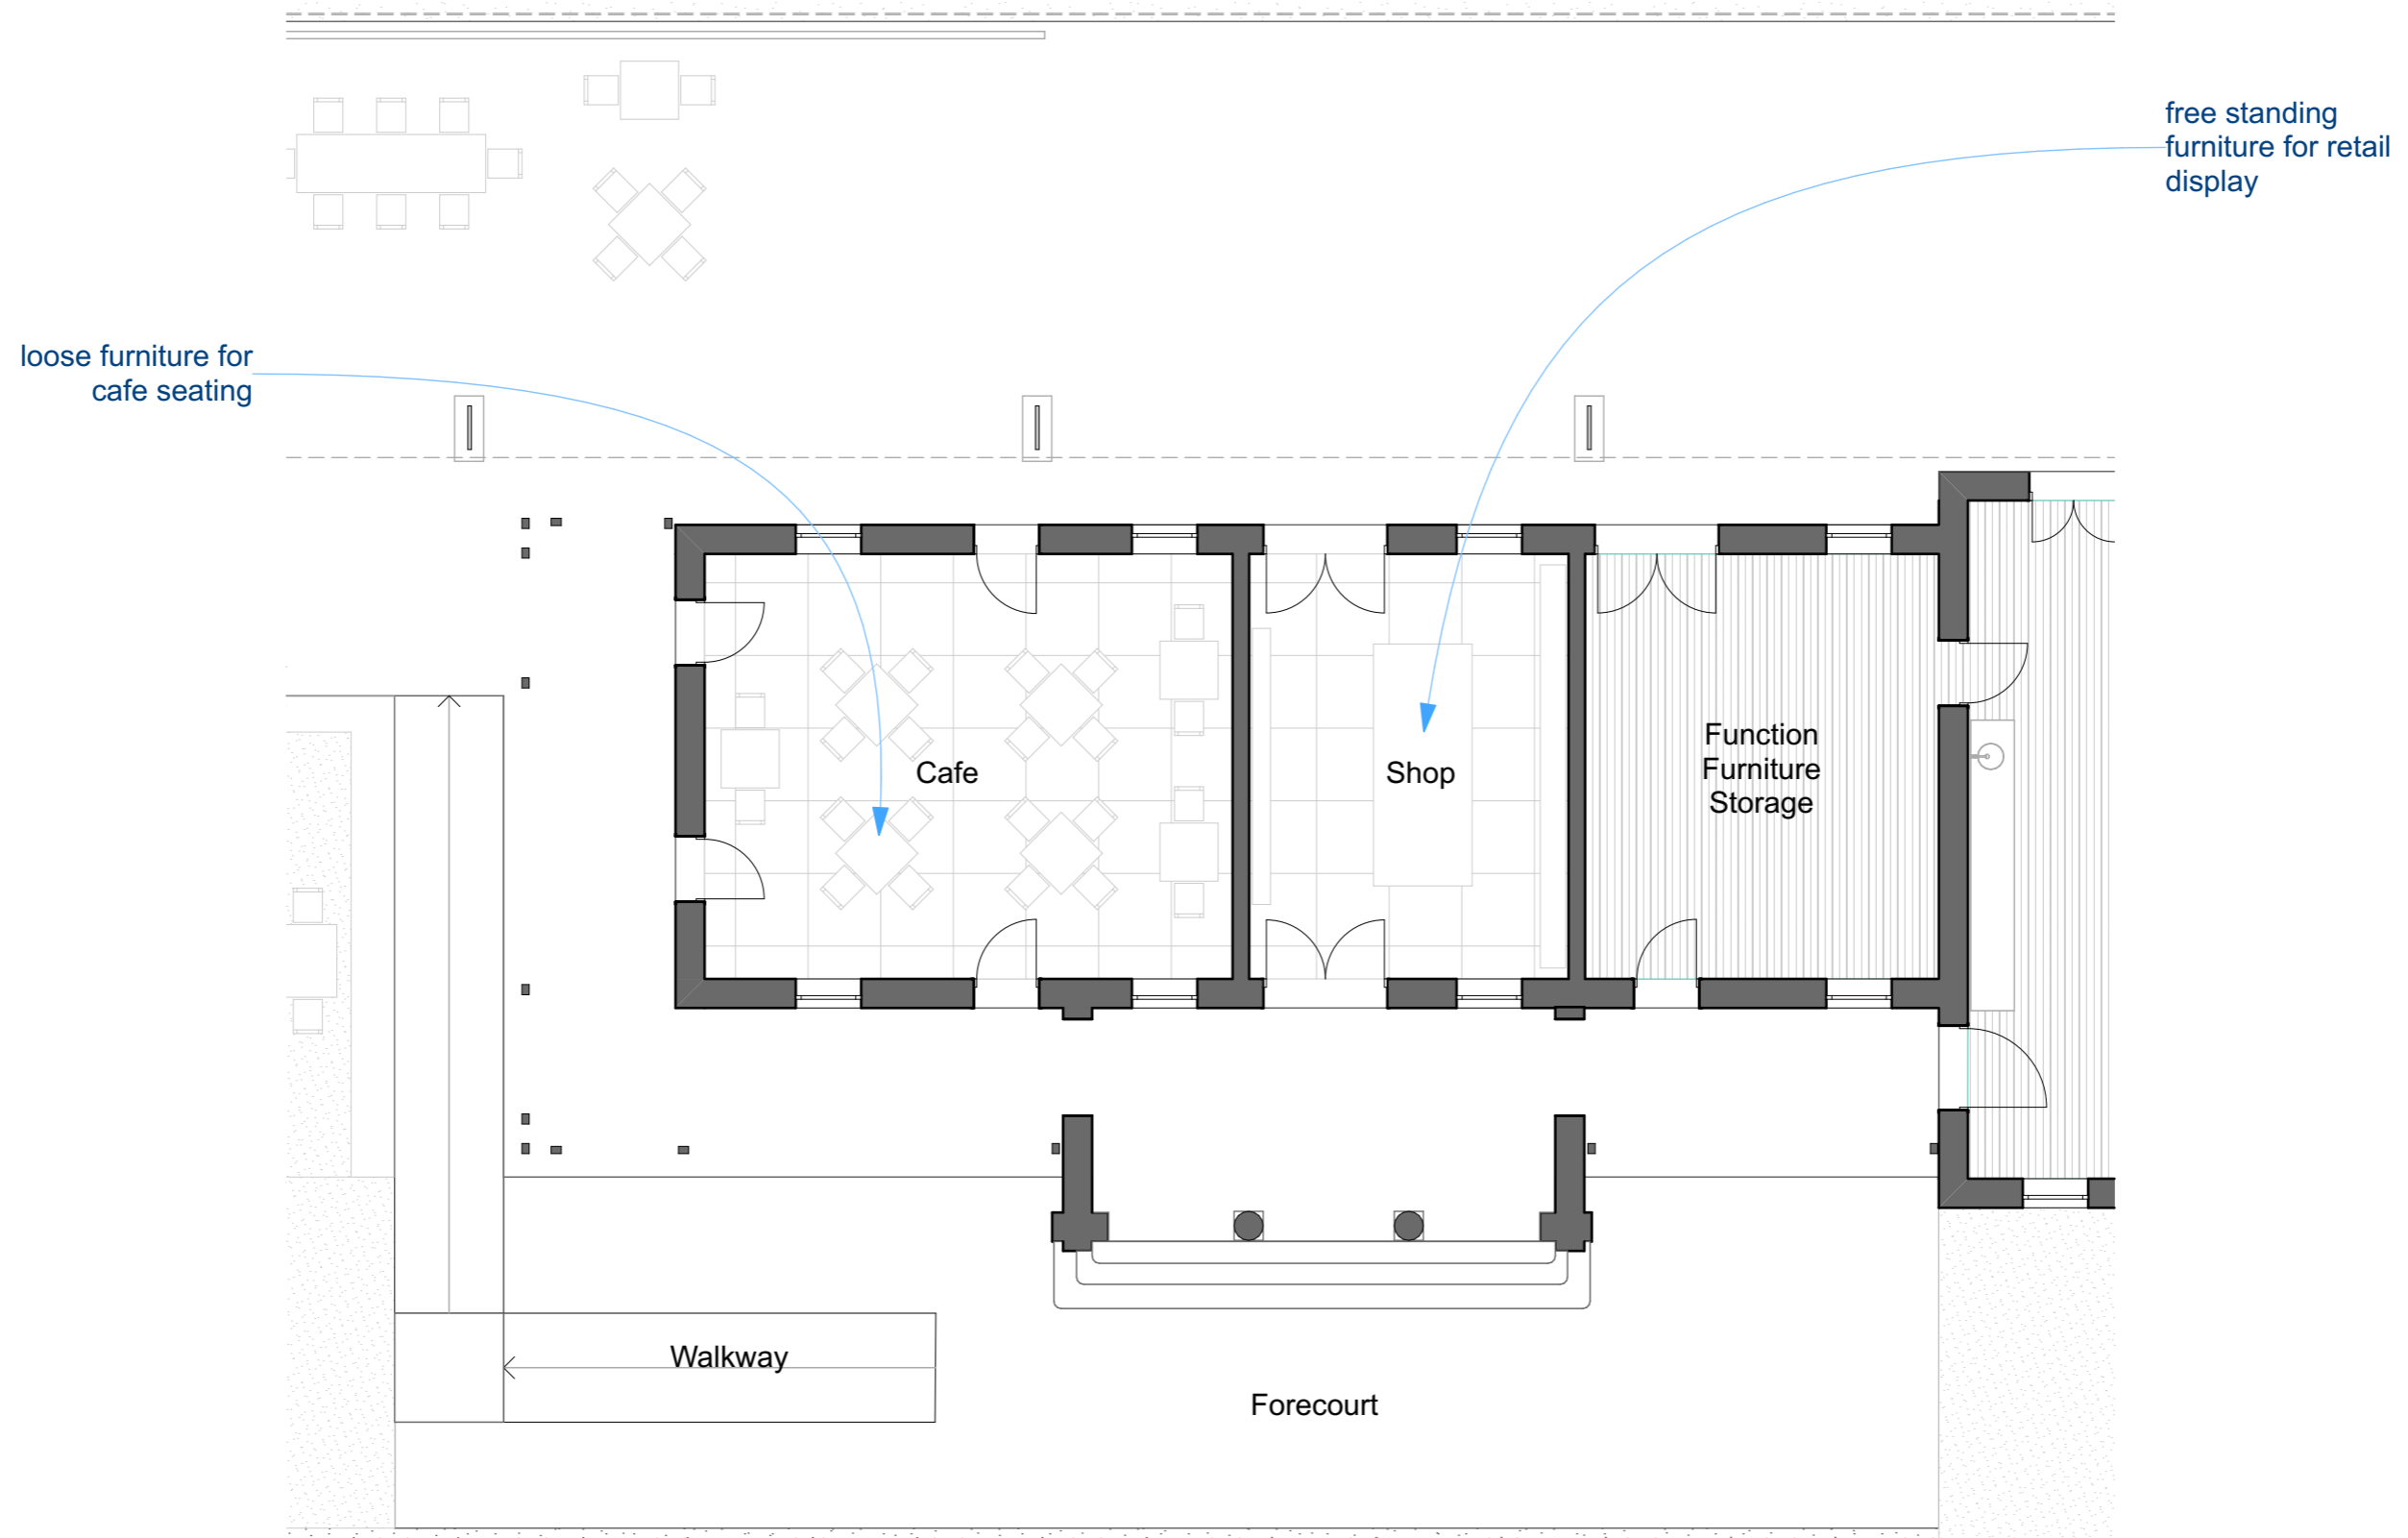 free standing
furniture for retail
display
loose furniture for
cafe seating
Cafe
Shop
Function
Furniture
Storage
Walkway
Forecourt